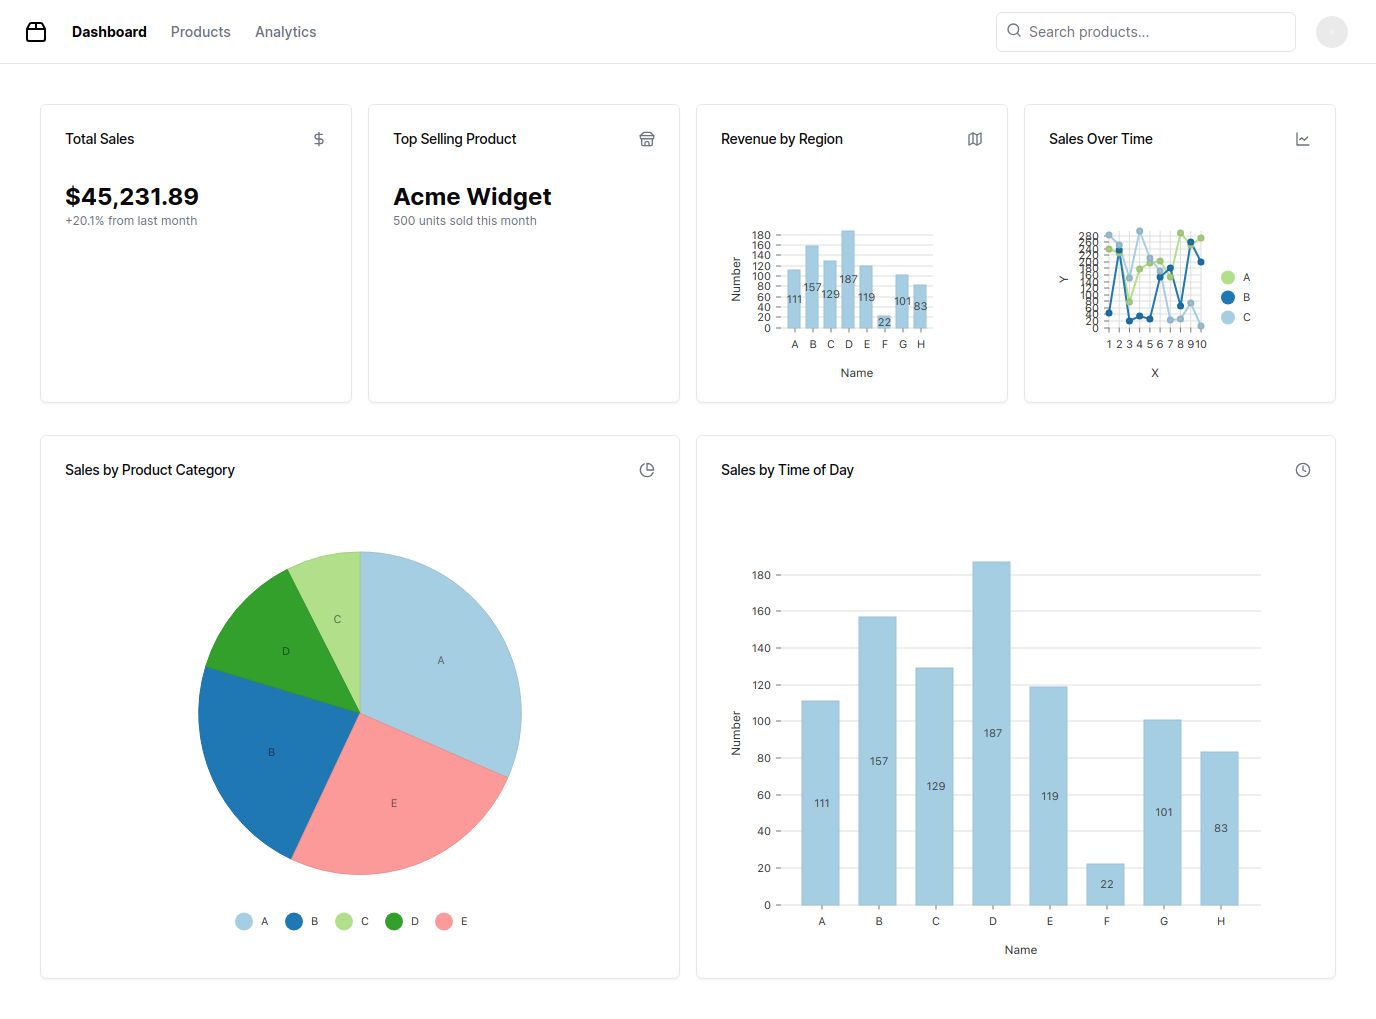 Dashboard Products Analytics
Search products...
Total Sales
$45,231.89
+20.1% from last month
Top Selling Product
Acme Widget
500 units sold this month
Revenue by Region
180
160
140
120
100
80
60
40
20
0
Number
111 157 129 187 119 22 101 83
A B C D E F G H
Name
Sales Over Time
280
260
240
220
200
180
160
140
120
100
80
60
40
20
0
Y
1 2 3 4 5 6 7 8 9 10
X
A
B
C
Sales by Product Category
A
B
C
D
E
A B C D E
Sales by Time of Day
180
160
140
120
100
80
60
40
20
0
Number
111 157 129 187 119 22 101 83
A B C D E F G H
Name